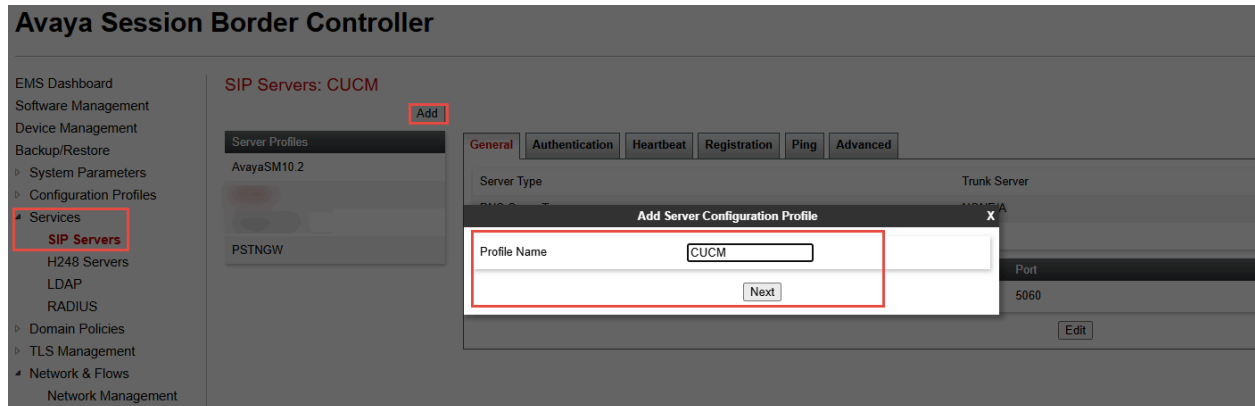 Avaya Session Border Controller
EMS Dashboard
Software Management
Device Management
Backup/Restore
System Parameters
Configuration Profiles
Services
SIP Servers
H248 Servers
LDAP
RADIUS
Domain Policies
TLS Management
Network & Flows
Network Management
SIP Servers: CUCM
Add
Server Profiles
AvayaSM10.2
PSTNGW
General Authentication Heartbeat Registration Ping Advanced
Server Type Trunk Server
Add Server Configuration Profile X
Profile Name CUCM
Next
Port
5060
Edit